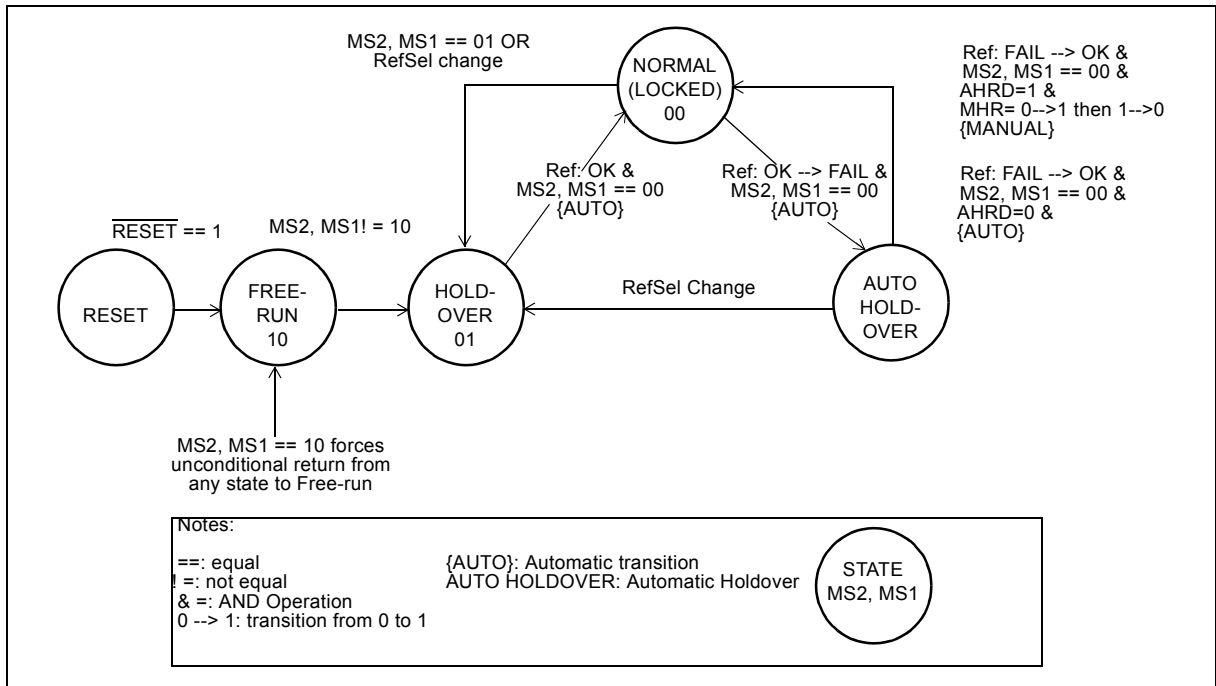 MS2, MS1 == 01 OR
RefSel change
NORMAL
(LOCKED)
00
Ref: FAIL --> OK &
MS2, MS1 == 00 &
AHRD=1 &
MHR= 0-->1 then 1-->0
{MANUAL}
Ref: OK &
MS2, MS1 == 00
{AUTO}
Ref: OK --> FAIL &
MS2, MS1 == 00
{AUTO}
Ref: FAIL --> OK &
MS2, MS1 == 00 &
AHRD=0 &
{AUTO}
RESET == 1
MS2, MS1! = 10
RESET
FREE-
RUN
10
HOLD-
OVER
01
RefSel Change
AUTO
HOLD-
OVER
MS2, MS1 == 10 forces
unconditional return from
any state to Free-run
Notes:
==: equal
! =: not equal
& =: AND Operation
0 --> 1: transition from 0 to 1
{AUTO}: Automatic transition
AUTO HOLDOVER: Automatic Holdover
STATE
MS2, MS1